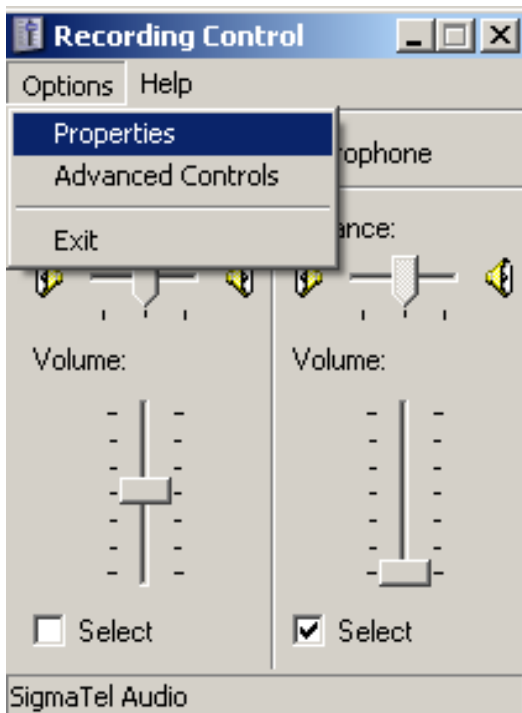 Recording Control
Options Help
Properties
Advanced Controls
Exit
rophone
ance:
Volume: Volume:
Select Select
SigmaTel Audio